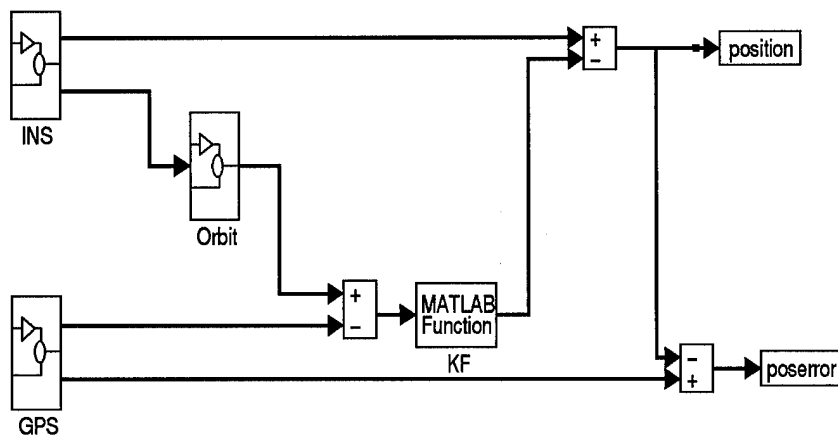 +
−
position
INS
Orbit
+
−
MATLAB
Function
KF
−
+
poserror
GPS